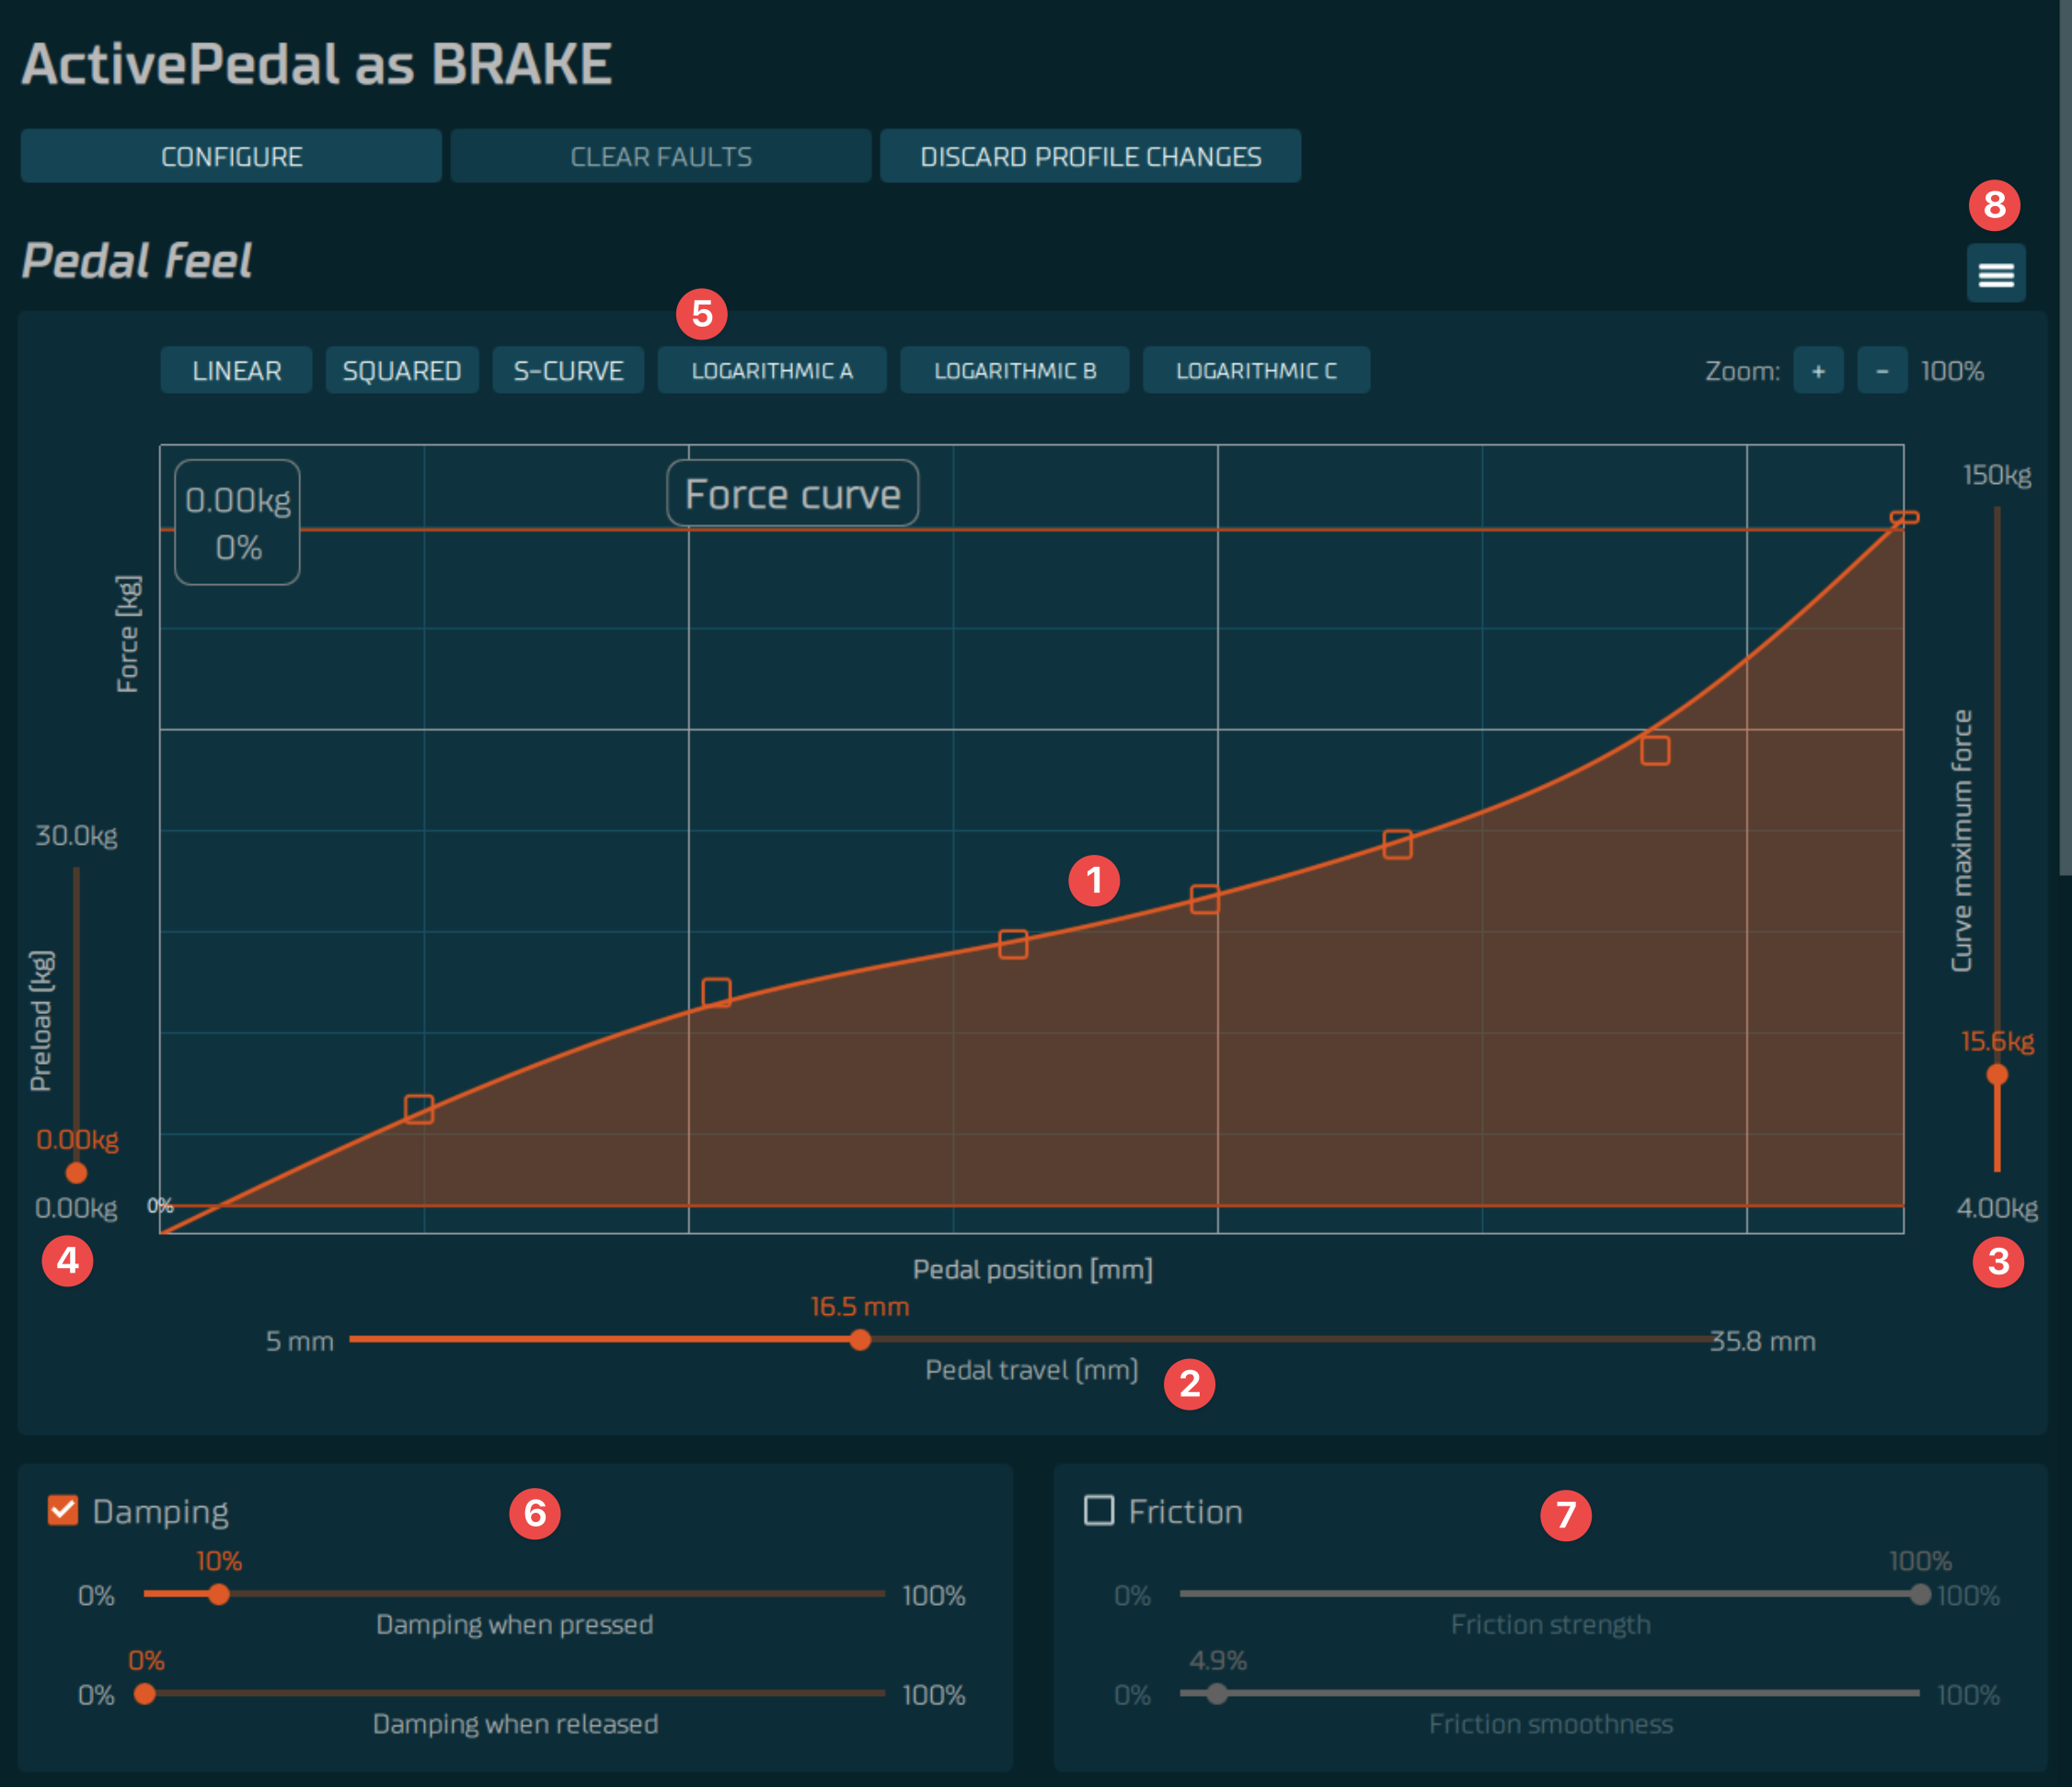 ActivePedal as BRAKE
CONFIGURE
CLEAR FAULTS
DISCARD PROFILE CHANGES
8
Pedal feel
5
LINEAR
SQUARED
S-CURVE
LOGARITHMIC A
LOGARITHMIC B
LOGARITHMIC C
Zoom:
+
-
100%
0.00kg
0%
Force curve
150kg
Force [kg]
Curve maximum force
30.0kg
1
Preload (kg)
15.6kg
0.00kg
0.00kg
0%
4.00kg
4
3
Pedal position [mm]
16.5 mm
5 mm
35.8 mm
Pedal travel (mm)
2
Damping
6
10%
0%
100%
Damping when pressed
0%
0%
100%
Damping when released
Friction
7
100%
0%
100%
Friction strength
4.9%
0%
100%
Friction smoothness